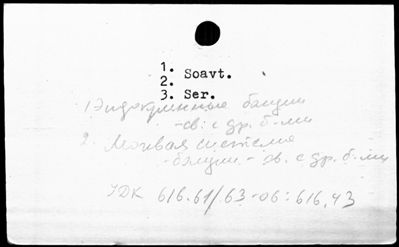 1.
2. Soavt.
3. Ser.
1. Эндокринные болезни
- св. с др. б-ми
2. Мочевая система
- болезни - св. с др. б-ми
УДК 616.61/63-06:616.43